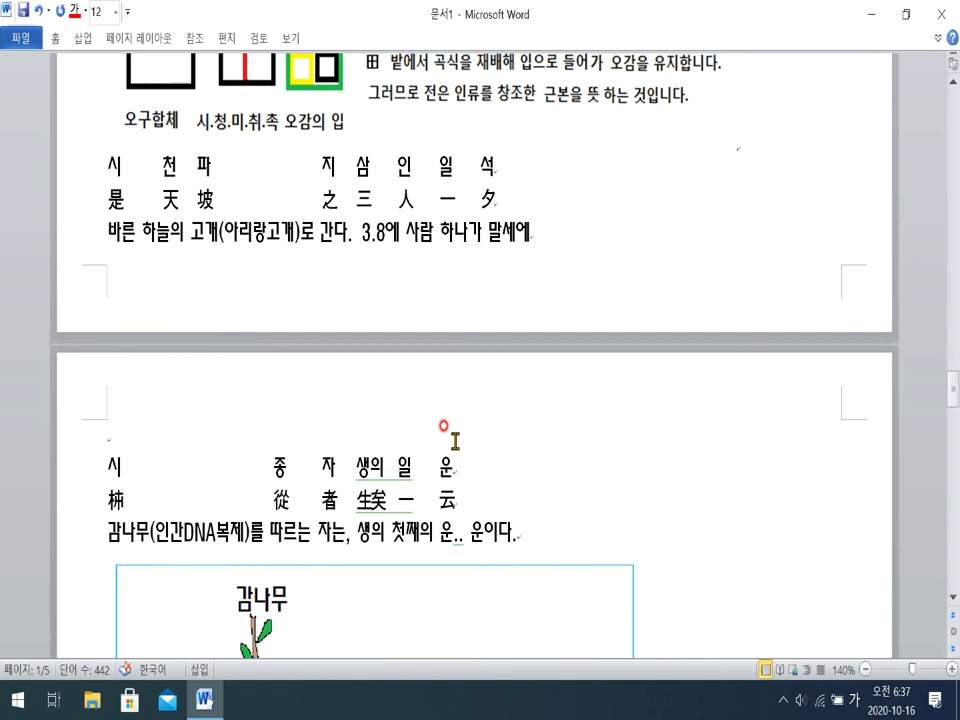 문서1 - Microsoft Word
가 12
파일 홈 삽입 페이지 레이아웃 참조 편지 검토 보기
田 밭에서 곡식을 재배해 입으로 들어가 오감을 유지합니다.
그러므로 전은 인류를 창조한 근본을 뜻 하는 것입니다.
오구합체 시.청.미.취.촉 오감의 입
시 천 파 지 삼 인 일 석
是 天 坡 之 三 人 一 夕
바른 하늘의 고개(아리랑고개)로 간다. 3.8에 사람 하나가 말세에
시 종 자 생의 일 운
柿 從 者 生矣 一 云
감나무(인간DNA복제)를 따르는 자는, 생의 첫째의 운.. 운이다.
감나무
페이지: 1/5 단어 수: 442 한국어 삽입 140%
가 오전 6:37
2020-10-16